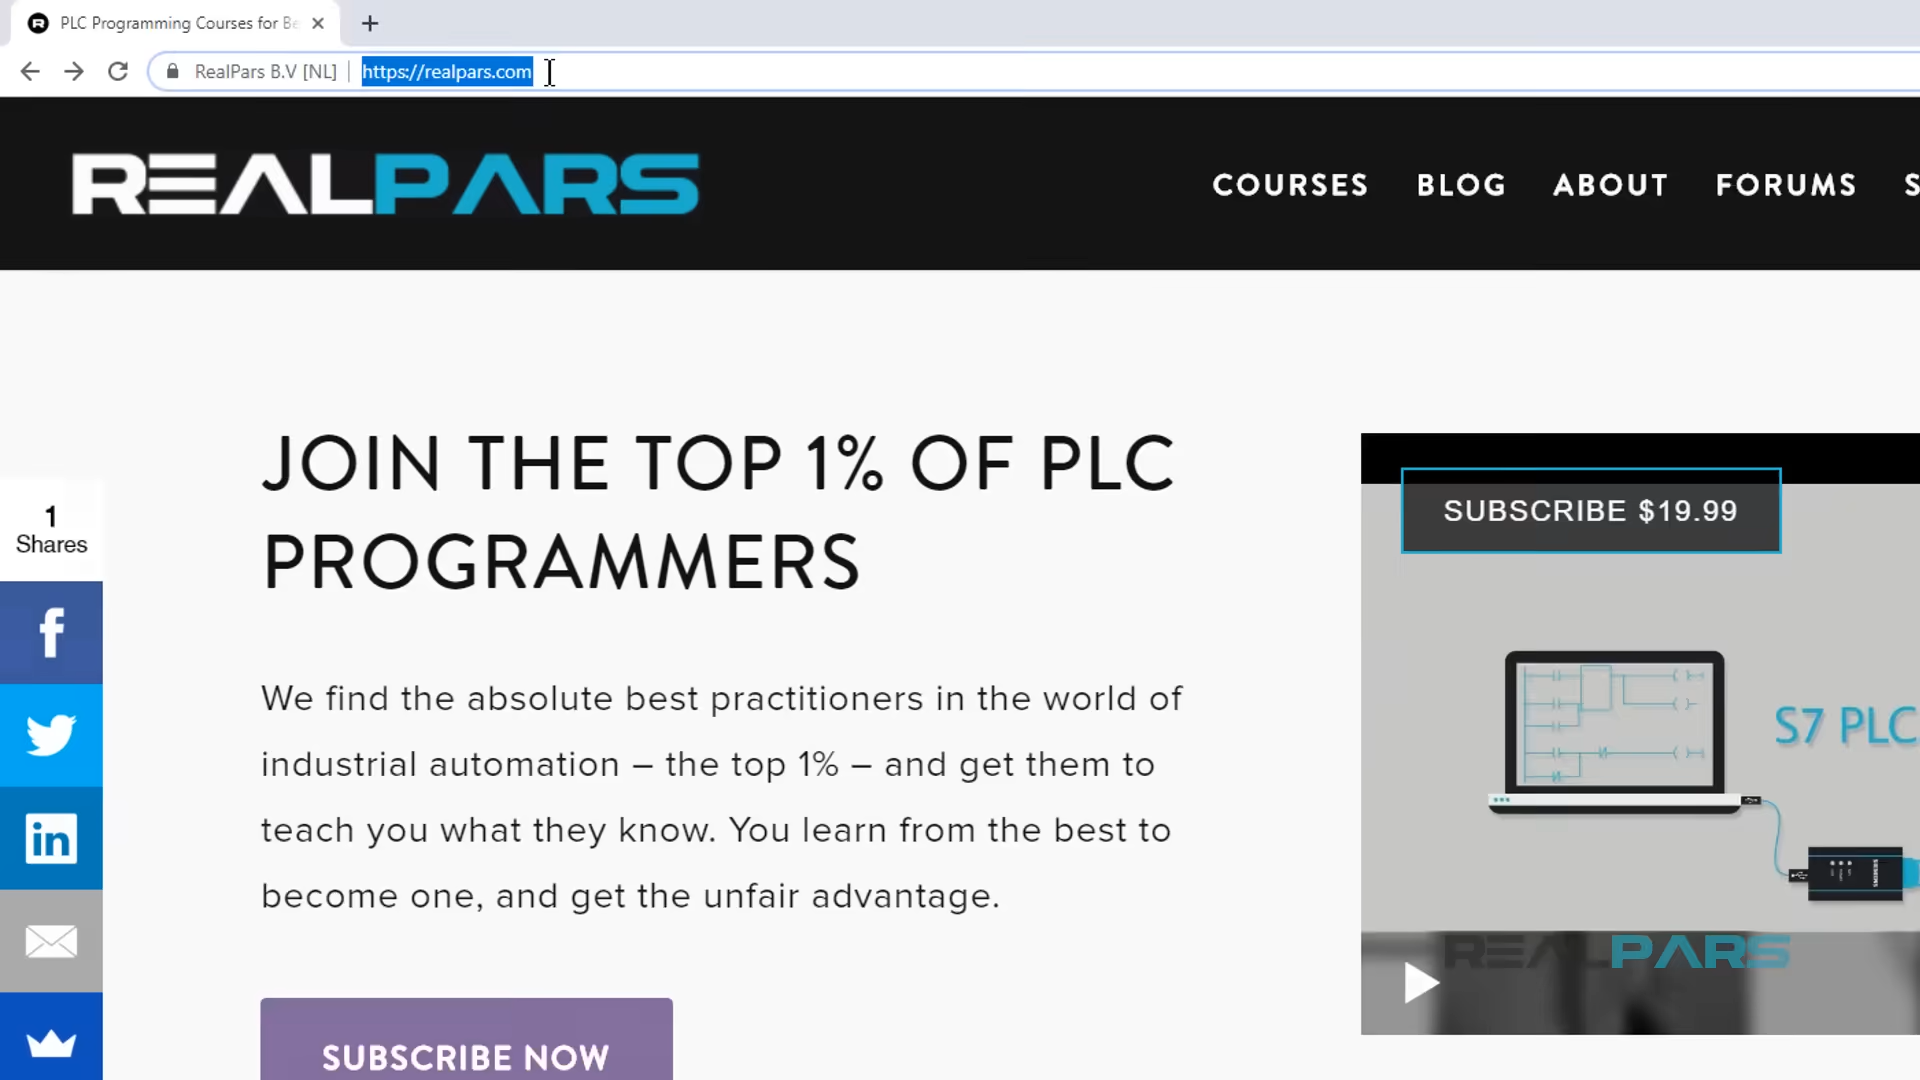 PLC Programming Courses for Be
RealPars B.V [NL]
https://realpars.com
REALPARS
COURSES
BLOG
ABOUT
FORUMS
S
JOIN THE TOP 1% OF PLC
PROGRAMMERS
We find the absolute best practitioners in the world of
industrial automation – the top 1% – and get them to
teach you what they know. You learn from the best to
become one, and get the unfair advantage.
SUBSCRIBE NOW
1
Shares
SUBSCRIBE $19.99
S7 PLC
SIEMENS
REALPARS